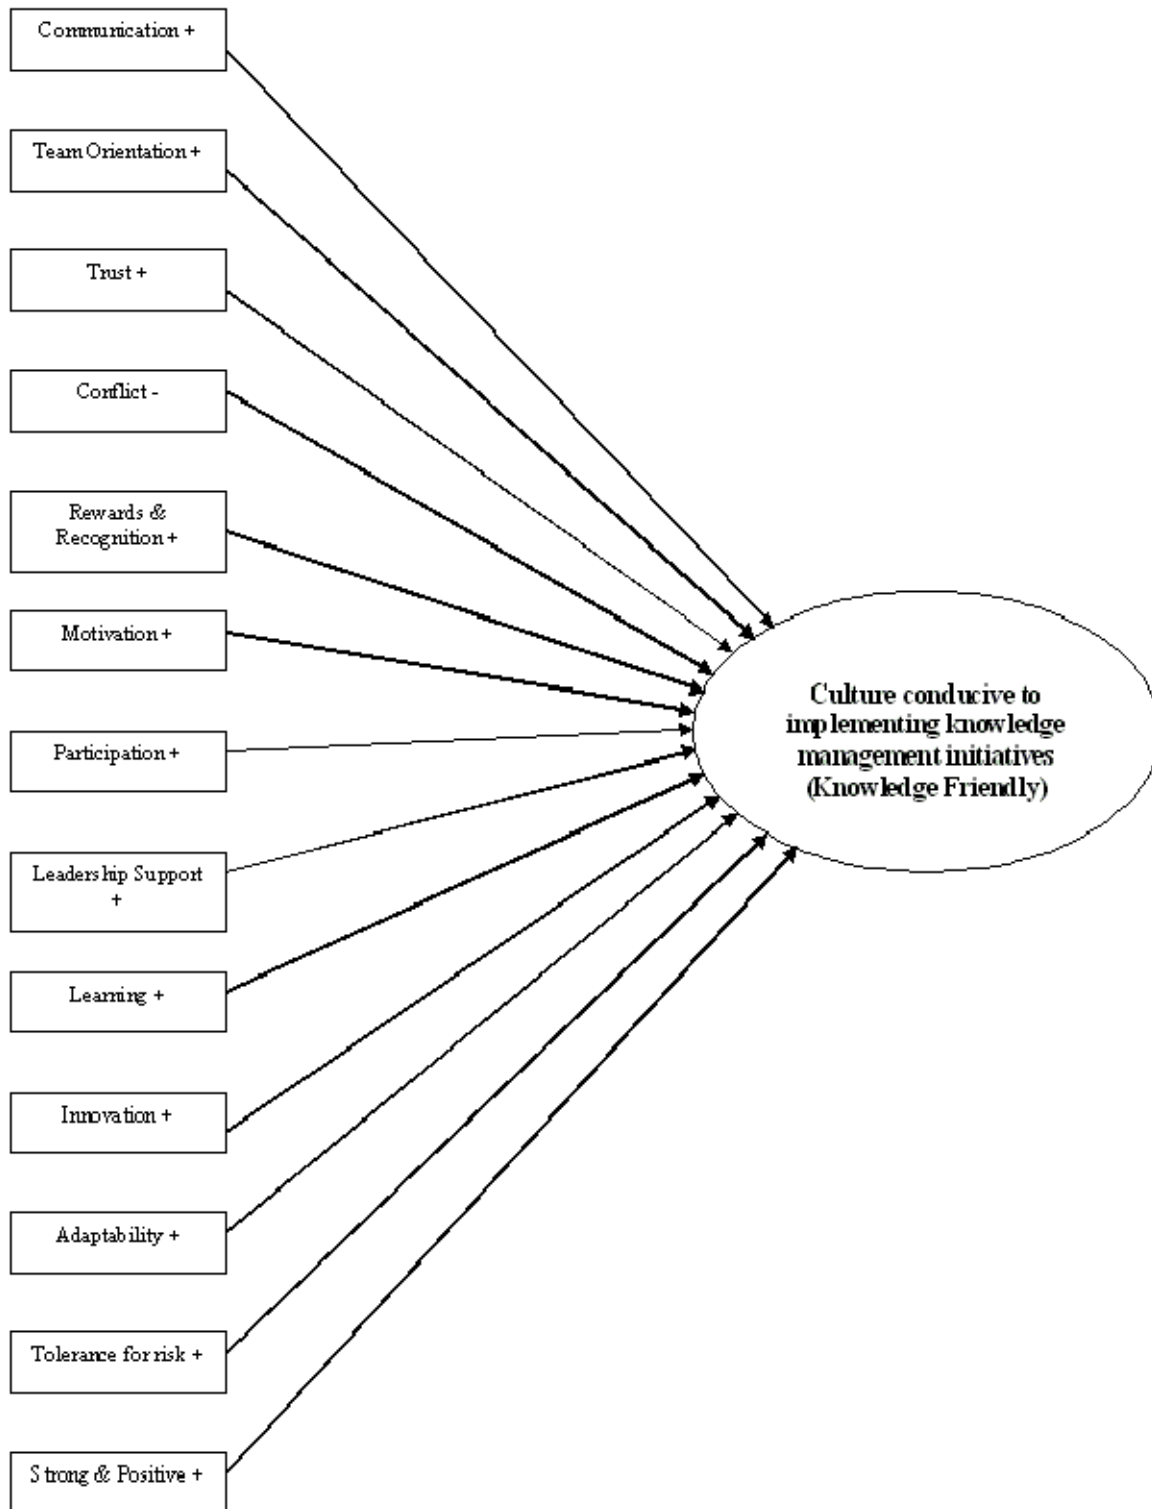 Communication +
Team Orientation +
Trust +
Conflict -
Rewards &
Recognition +
Motivation +
Participation +
Leadership Support
+
Learning +
Innovation +
Adaptability +
Tolerance for risk +
Strong & Positive +
Culture conducive to
implementing knowledge
management initiatives
(Knowledge Friendly)